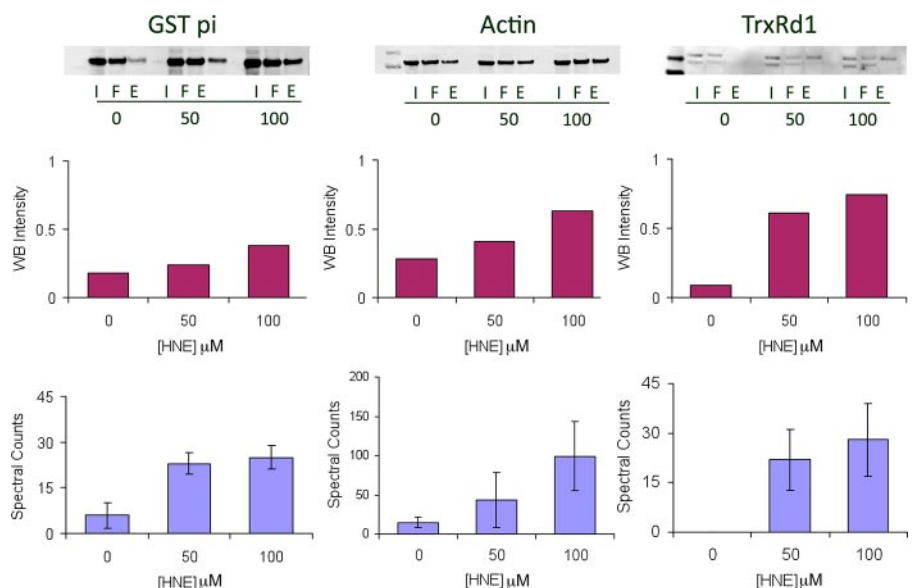 GST pi
I F E I F E I F E
0 50 100
Actin
I F E I F E I F E
0 50 100
TrxRd1
I F E I F E I F E
0 50 100
WB Intensity
1
0.5
0
0 50 100
[HNE] μM
WB Intensity
1
0.5
0
0 50 100
[HNE] μM
WB Intensity
1
0.5
0
0 50 100
[HNE] μM
Spectral Counts
45
30
15
0
0 50 100
[HNE] μM
Spectral Counts
200
150
100
50
0
0 50 100
[HNE] μM
Spectral Counts
45
30
15
0
0 50 100
[HNE] μM